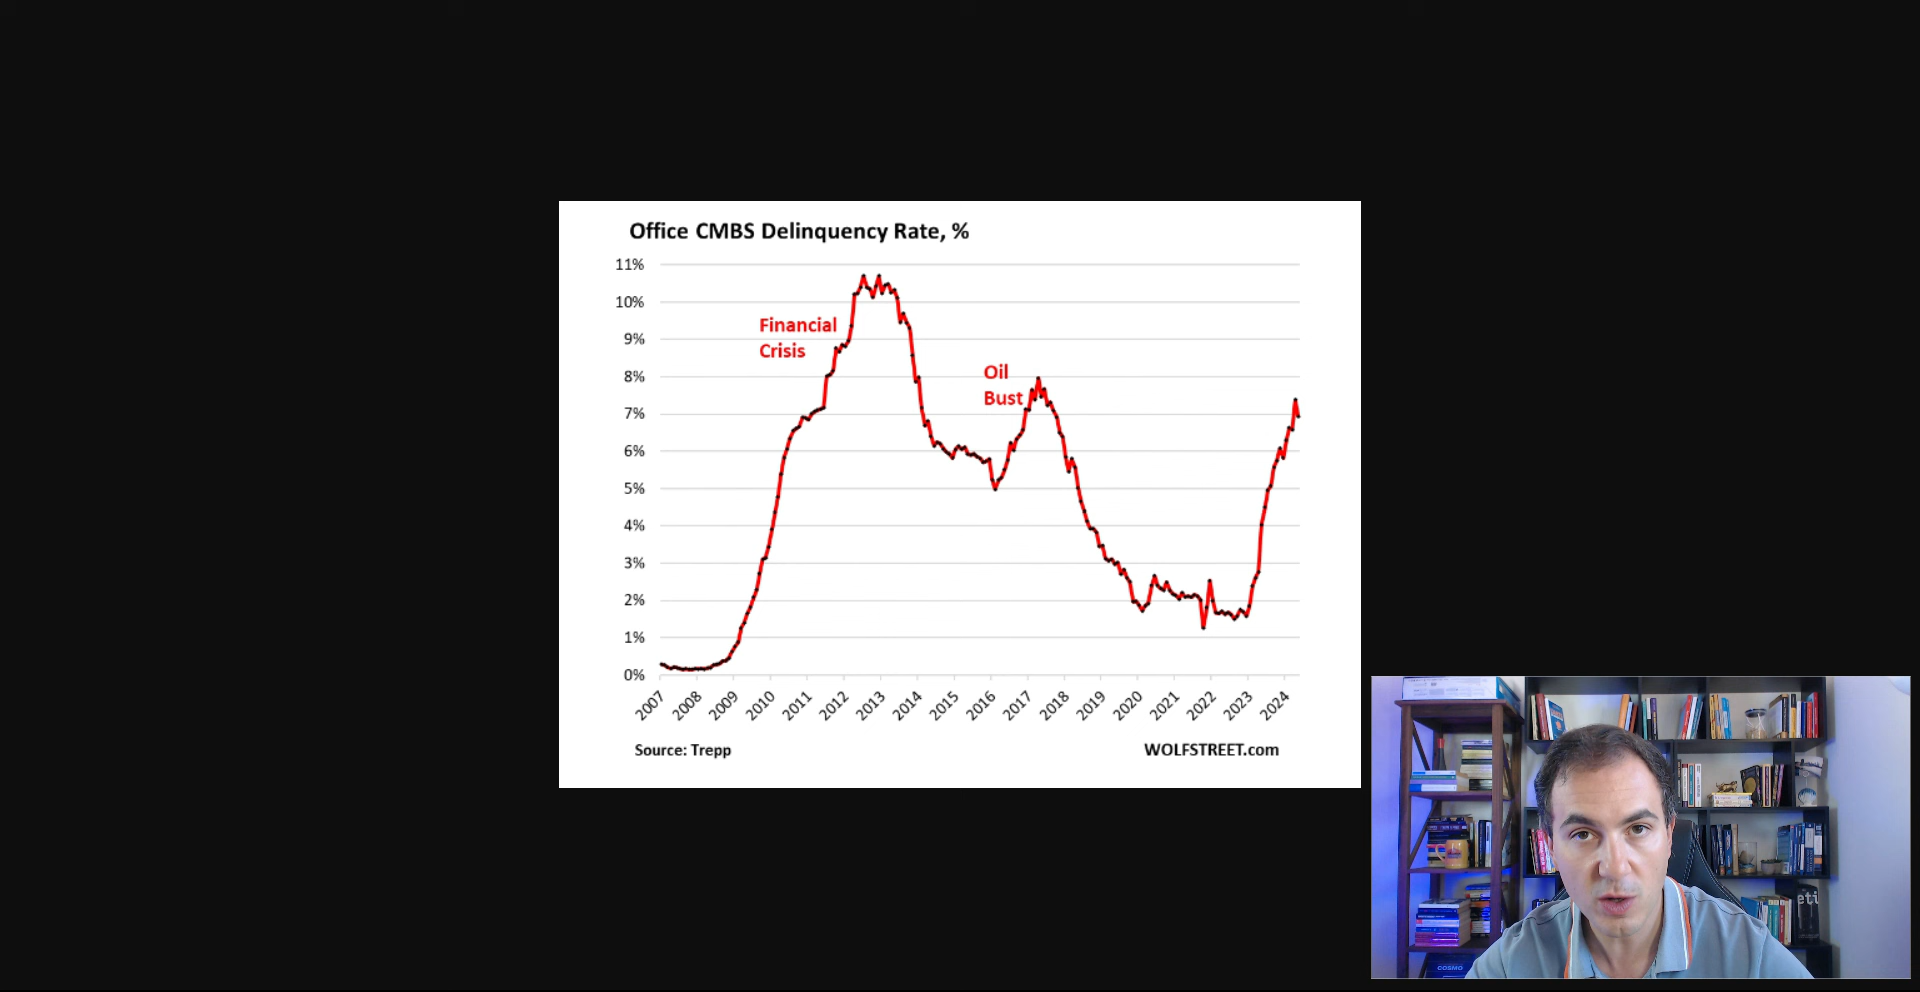 Office CMBS Delinquency Rate, %
11%
10%
9%
8%
7%
6%
5%
4%
3%
2%
1%
0%
Financial
Crisis
Oil
Bust
2007 2008 2009 2010 2011 2012 2013 2014 2015 2016 2017 2018 2019 2020 2021 2022 2023 2024
Source: Trepp WOLFSTREET.com
COSMO